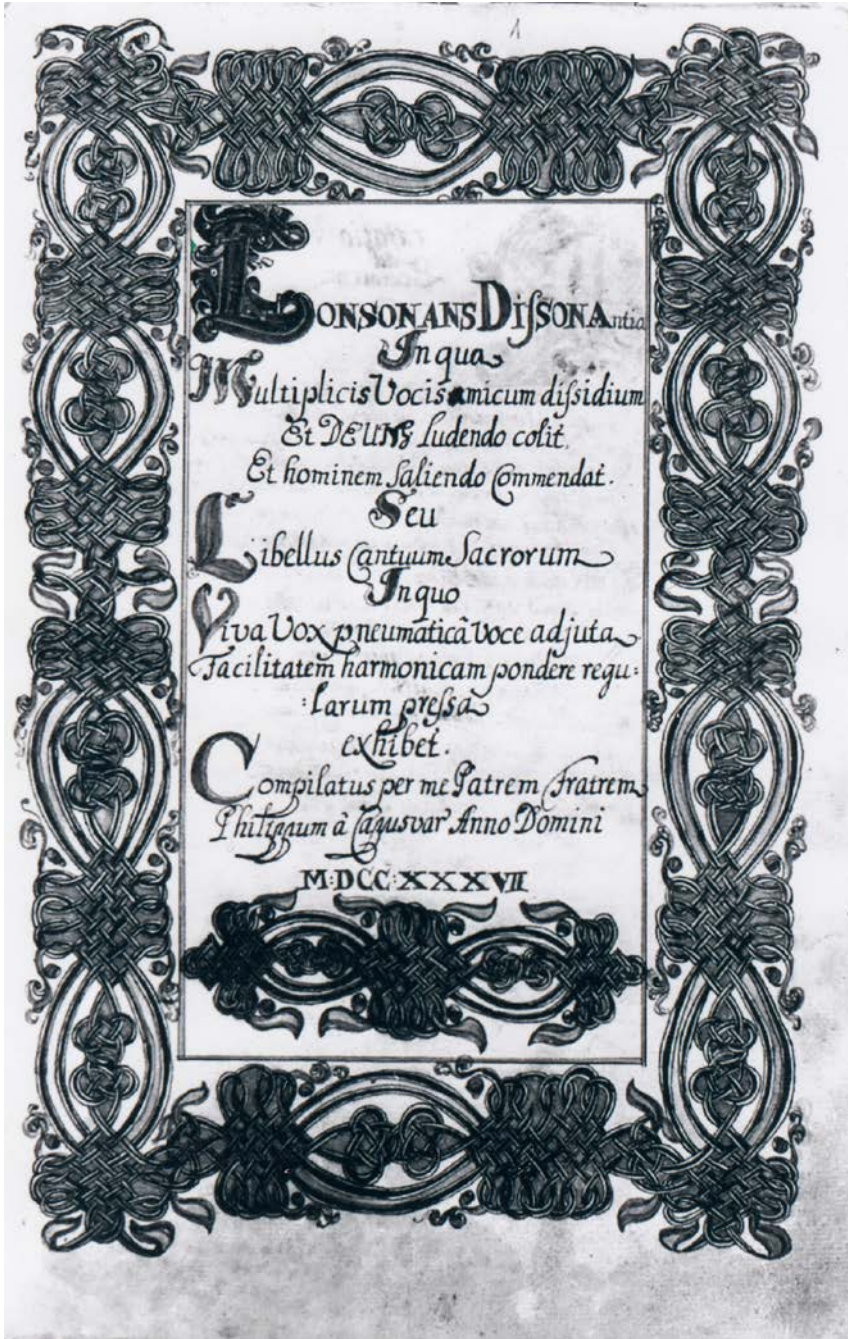 1
CONSONANS DIſSONAntia
In qua
Multiplicis Vocis amicum diſsidium
Et DEUM Ludendo colit.
Et hominem Saliendo Commendat.
Seu
Libellus Cantuum Sacrorum
In quo
Viva Vox pneumaticâ voce adjuta
Facilitatem harmonicam pondere regu:
:larum preſsa
exhibet.
Compilatus per me Patrem Fratrem
Philippum â Cajusvar Anno Domini
M·DCC·XXXVII